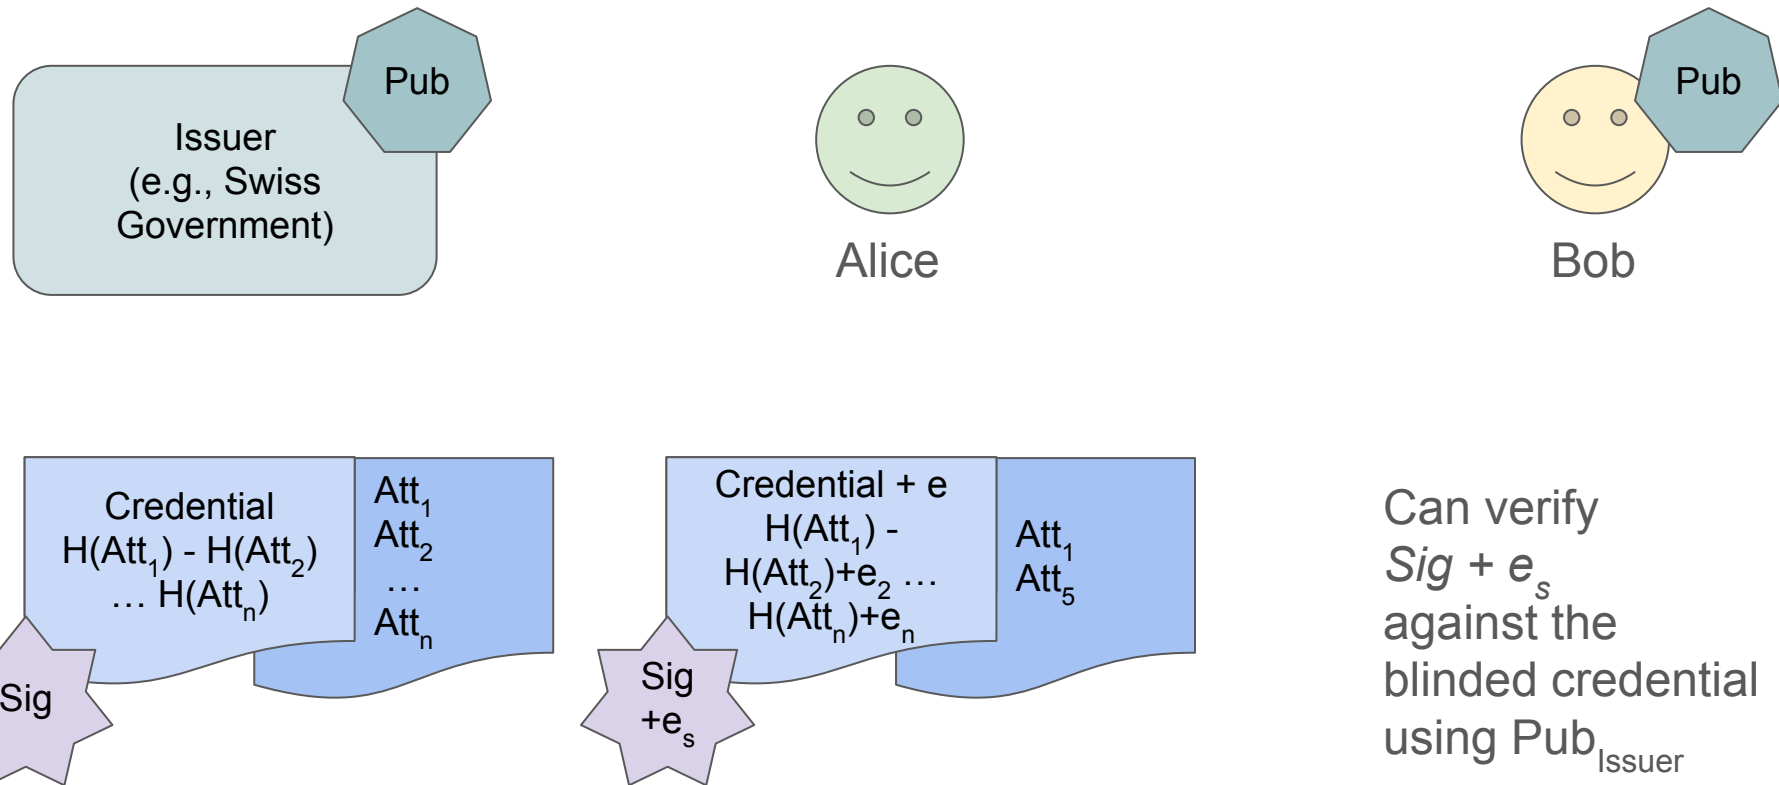 Pub
Issuer
(e.g., Swiss
Government)
Alice
Pub
Bob
Credential
H(Att₁) - H(Att₂)
… H(Attₙ)
Att₁
Att₂
…
Attₙ
Sig
Credential + e
H(Att₁) -
H(Att₂)+e₂ …
H(Attₙ)+eₙ
Att₁
Att₅
Sig
+eₛ
Can verify
Sig + eₛ
against the
blinded credential
using Pub_Issuer